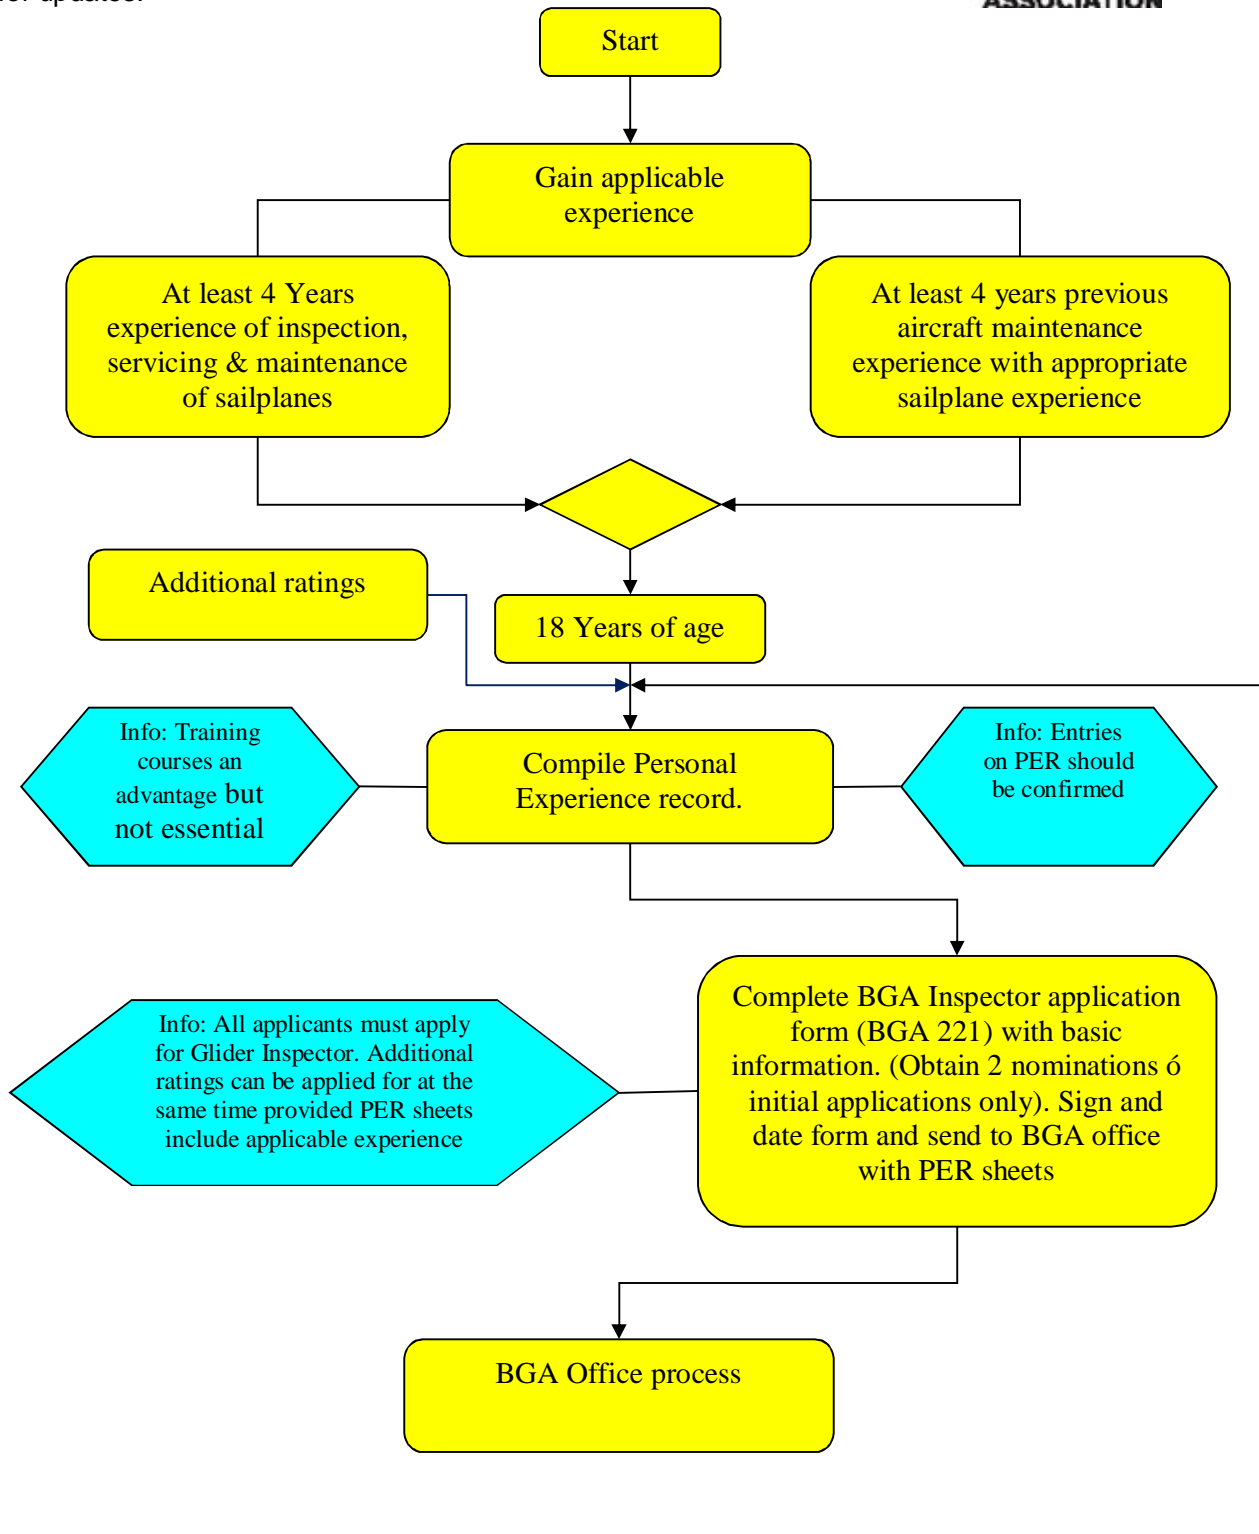 updates.
ASSOCIATION
Start
Gain applicable
experience
At least 4 Years
experience of inspection,
servicing & maintenance
of sailplanes
At least 4 years previous
aircraft maintenance
experience with appropriate
sailplane experience
Additional ratings
18 Years of age
Info: Training
courses an
advantage but
not essential
Compile Personal
Experience record.
Info: Entries
on PER should
be confirmed
Info: All applicants must apply
for Glider Inspector. Additional
ratings can be applied for at the
same time provided PER sheets
include applicable experience
Complete BGA Inspector application
form (BGA 221) with basic
information. (Obtain 2 nominations ó
initial applications only). Sign and
date form and send to BGA office
with PER sheets
BGA Office process